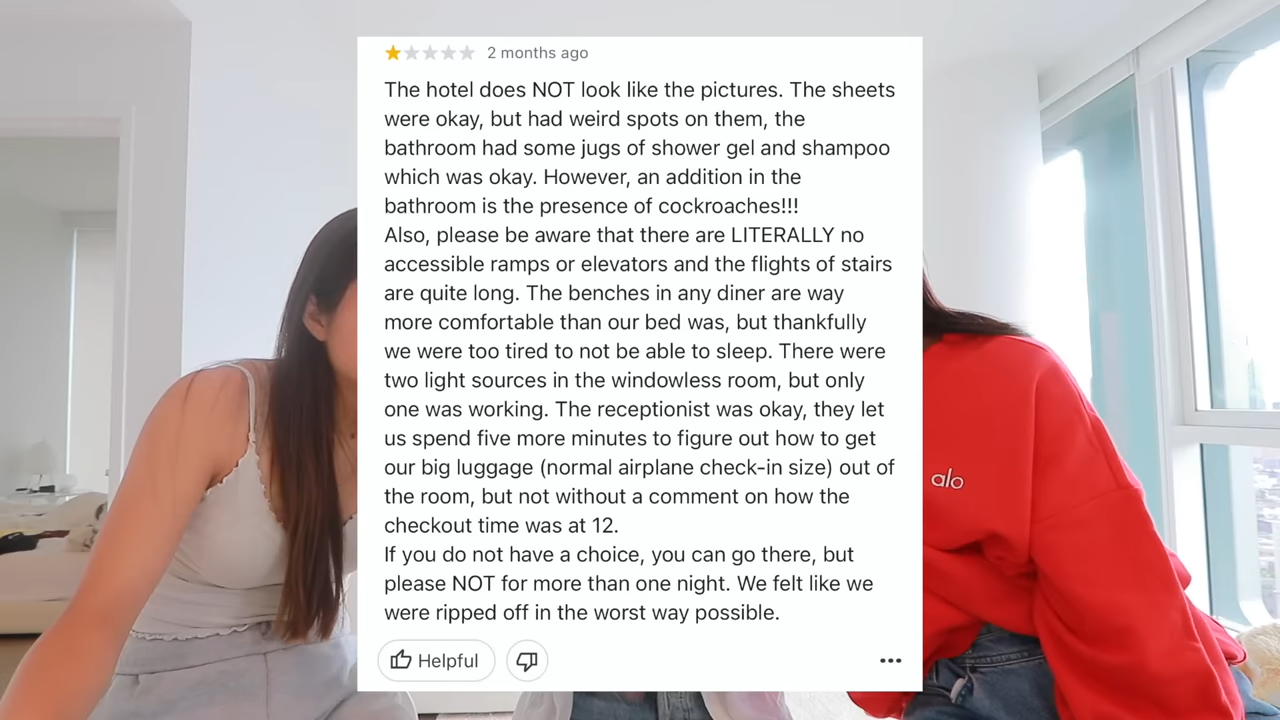 2 months ago
The hotel does NOT look like the pictures. The sheets
were okay, but had weird spots on them, the
bathroom had some jugs of shower gel and shampoo
which was okay. However, an addition in the
bathroom is the presence of cockroaches!!!
Also, please be aware that there are LITERALLY no
accessible ramps or elevators and the flights of stairs
are quite long. The benches in any diner are way
more comfortable than our bed was, but thankfully
we were too tired to not be able to sleep. There were
two light sources in the windowless room, but only
one was working. The receptionist was okay, they let
us spend five more minutes to figure out how to get
our big luggage (normal airplane check-in size) out of
the room, but not without a comment on how the
checkout time was at 12.
If you do not have a choice, you can go there, but
please NOT for more than one night. We felt like we
were ripped off in the worst way possible.
Helpful
alo